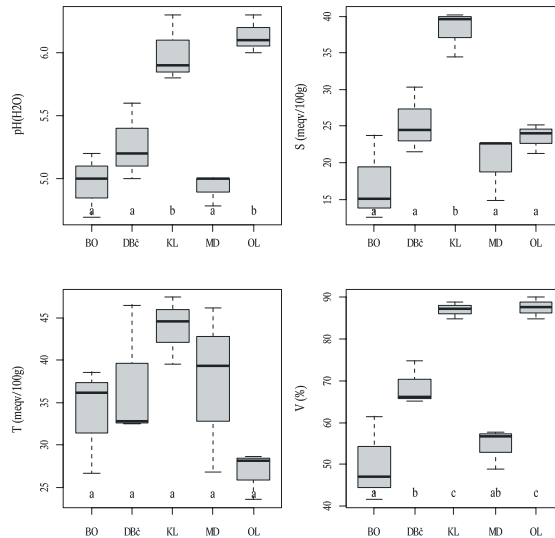 pH(H2O)
6.0
5.5
5.0
a a b a b
BO DBč KL MD OL
S (meqv/100g)
40
35
30
25
20
15
a a b a a
BO DBč KL MD OL
T (meqv/100g)
45
40
35
30
25
a a a a a
BO DBč KL MD OL
V (%)
90
80
70
60
50
40
a b c ab c
BO DBč KL MD OL